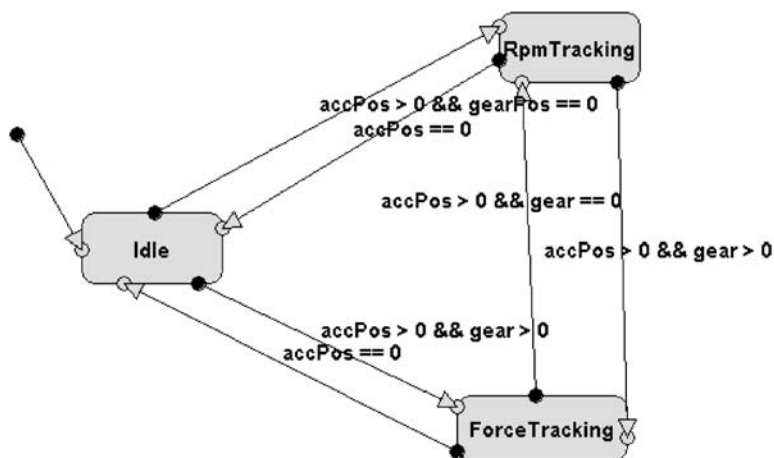 RpmTracking
accPos > 0 && gearPos == 0
accPos == 0
accPos > 0 && gear == 0
accPos > 0 && gear > 0
Idle
accPos > 0 && gear > 0
accPos == 0
ForceTracking